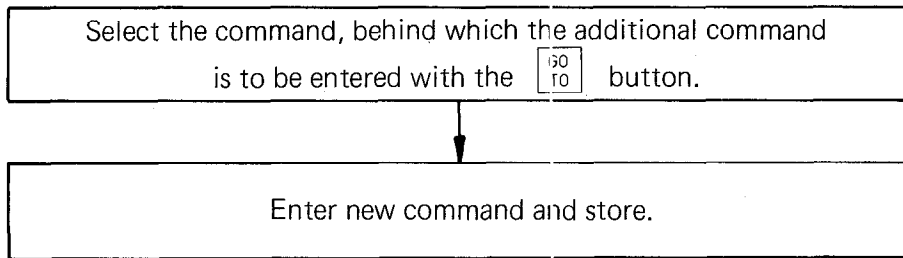 Select the command, behind which the additional command
is to be entered with the GO TO button.
Enter new command and store.